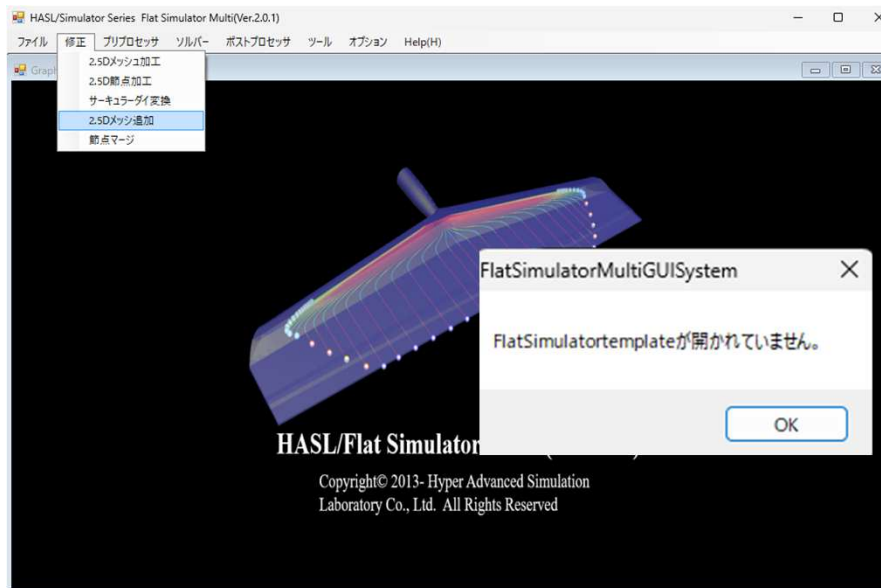 HASL/Simulator Series Flat Simulator Multi(Ver.2.0.1)
ファイル 修正 プリプロセッサ ソルバー ポストプロセッサ ツール オプション Help(H)
Graph
2.5Dメッシュ加工
2.5D節点加工
サーキュラーダイ変換
2.5Dメッシ追加
節点マージ
FlatSimulatorMultiGUISystem
FlatSimulatortemplateが開かれていません。
OK
HASL/Flat Simulator
Copyright© 2013- Hyper Advanced Simulation
Laboratory Co., Ltd. All Rights Reserved